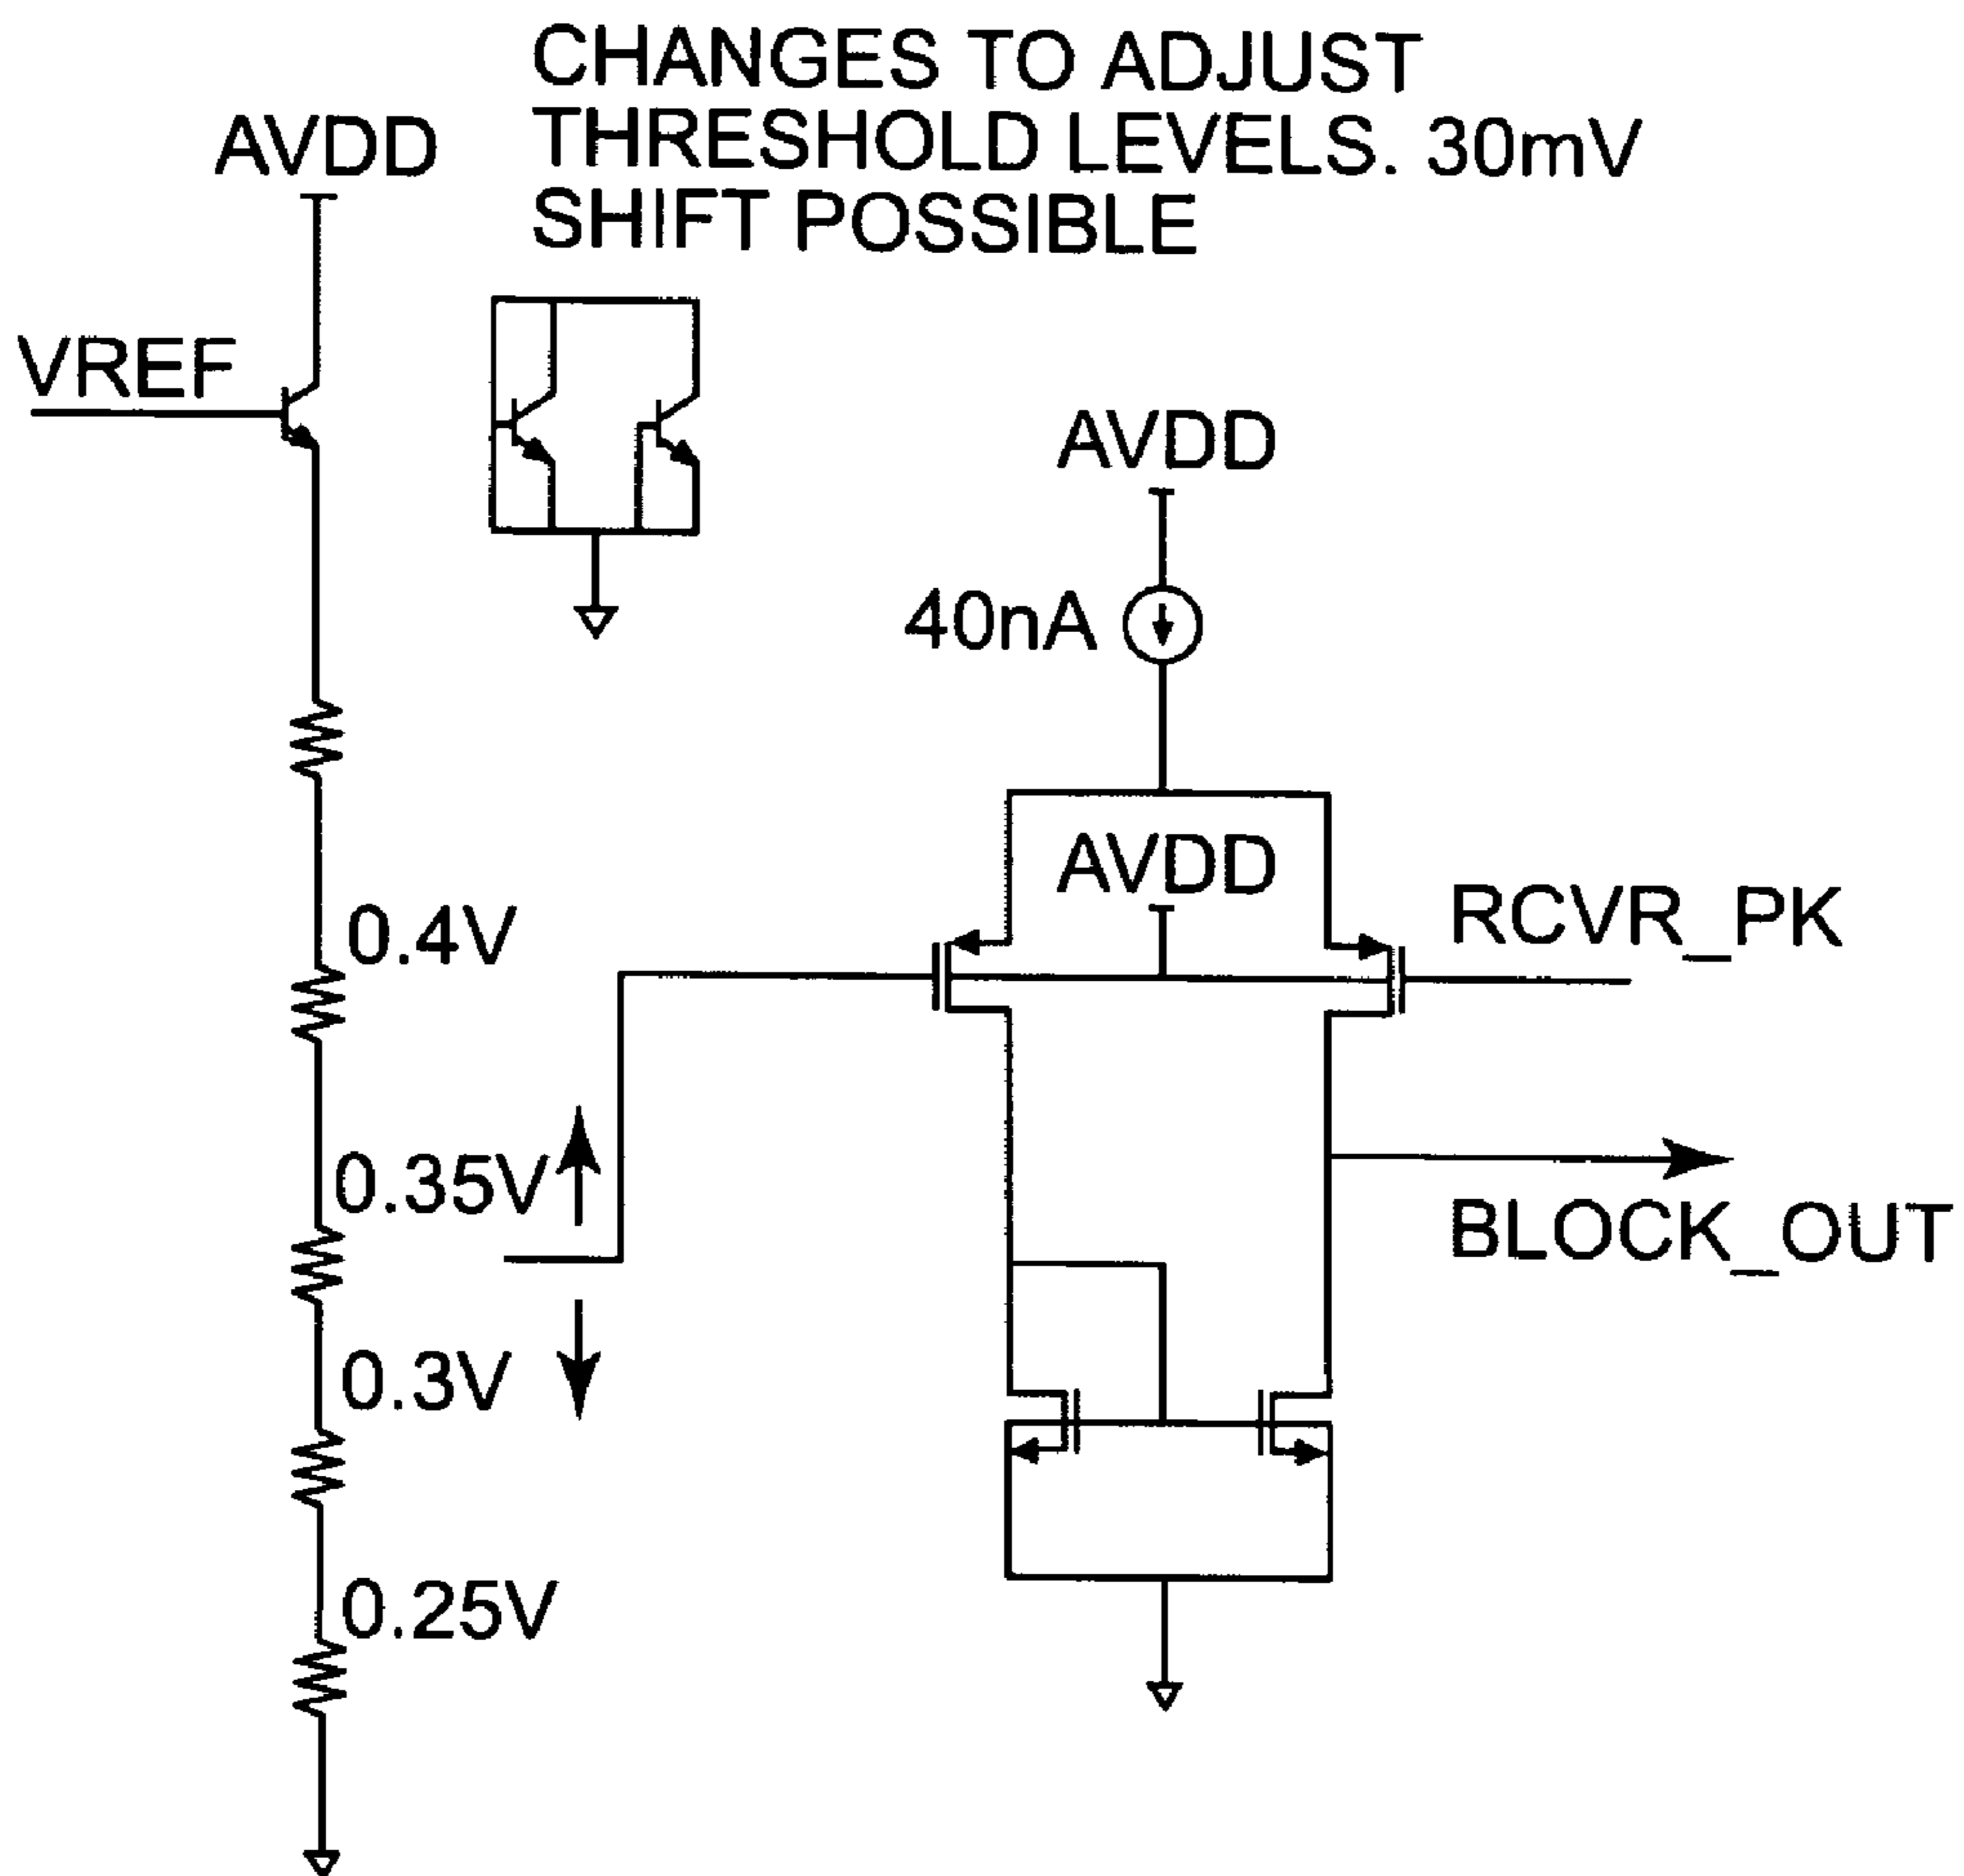 CHANGES TO ADJUST
THRESHOLD LEVELS. 30mV
SHIFT POSSIBLE
AVDD
VREF
AVDD
40nA
AVDD
RCVR_PK
0.4V
0.35V
BLOCK_OUT
0.3V
0.25V